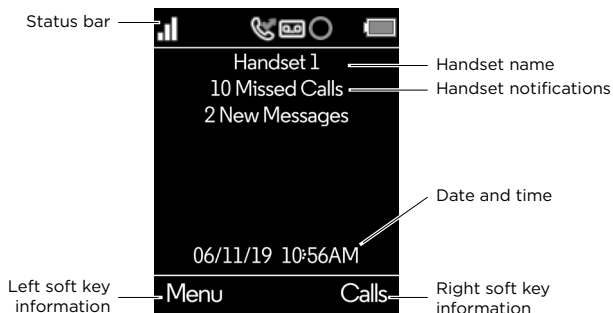 Status bar
Handset 1
Handset name
10 Missed Calls
Handset notifications
2 New Messages
Date and time
06/11/19 10:56AM
Left soft key
information
Menu
Calls
Right soft key
information